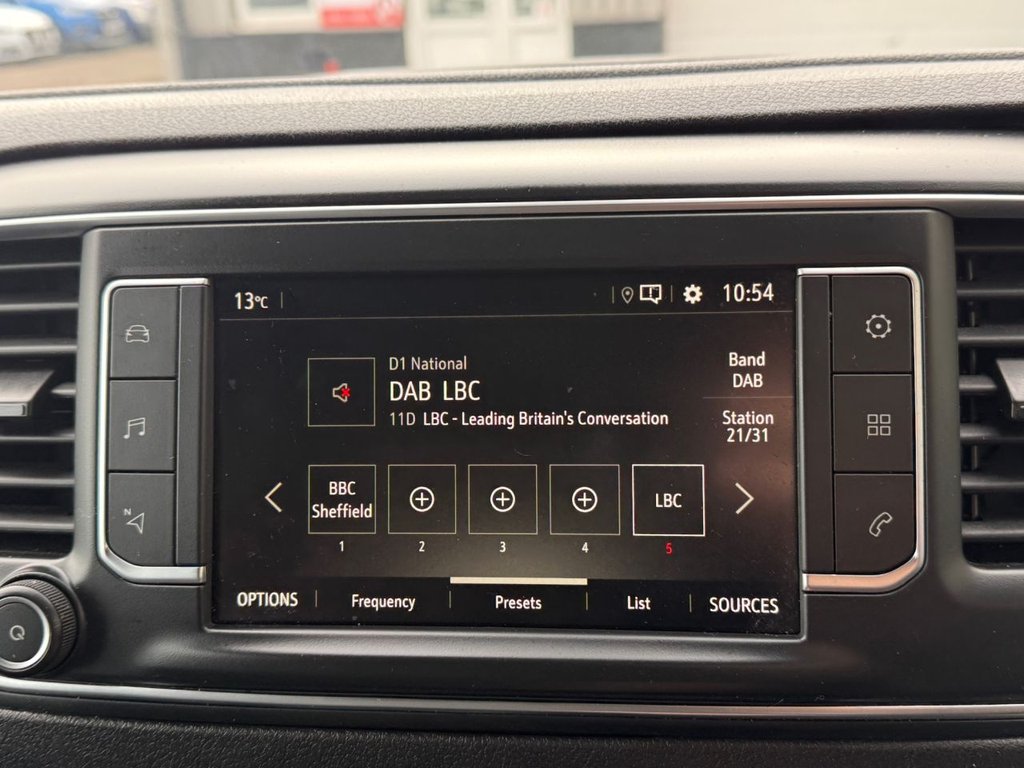 13°C
10:54
D1 National
DAB LBC
11D LBC - Leading Britain's Conversation
Band
DAB
Station
21/31
BBC
Sheffield
LBC
1
2
3
4
5
OPTIONS
Frequency
Presets
List
SOURCES
N